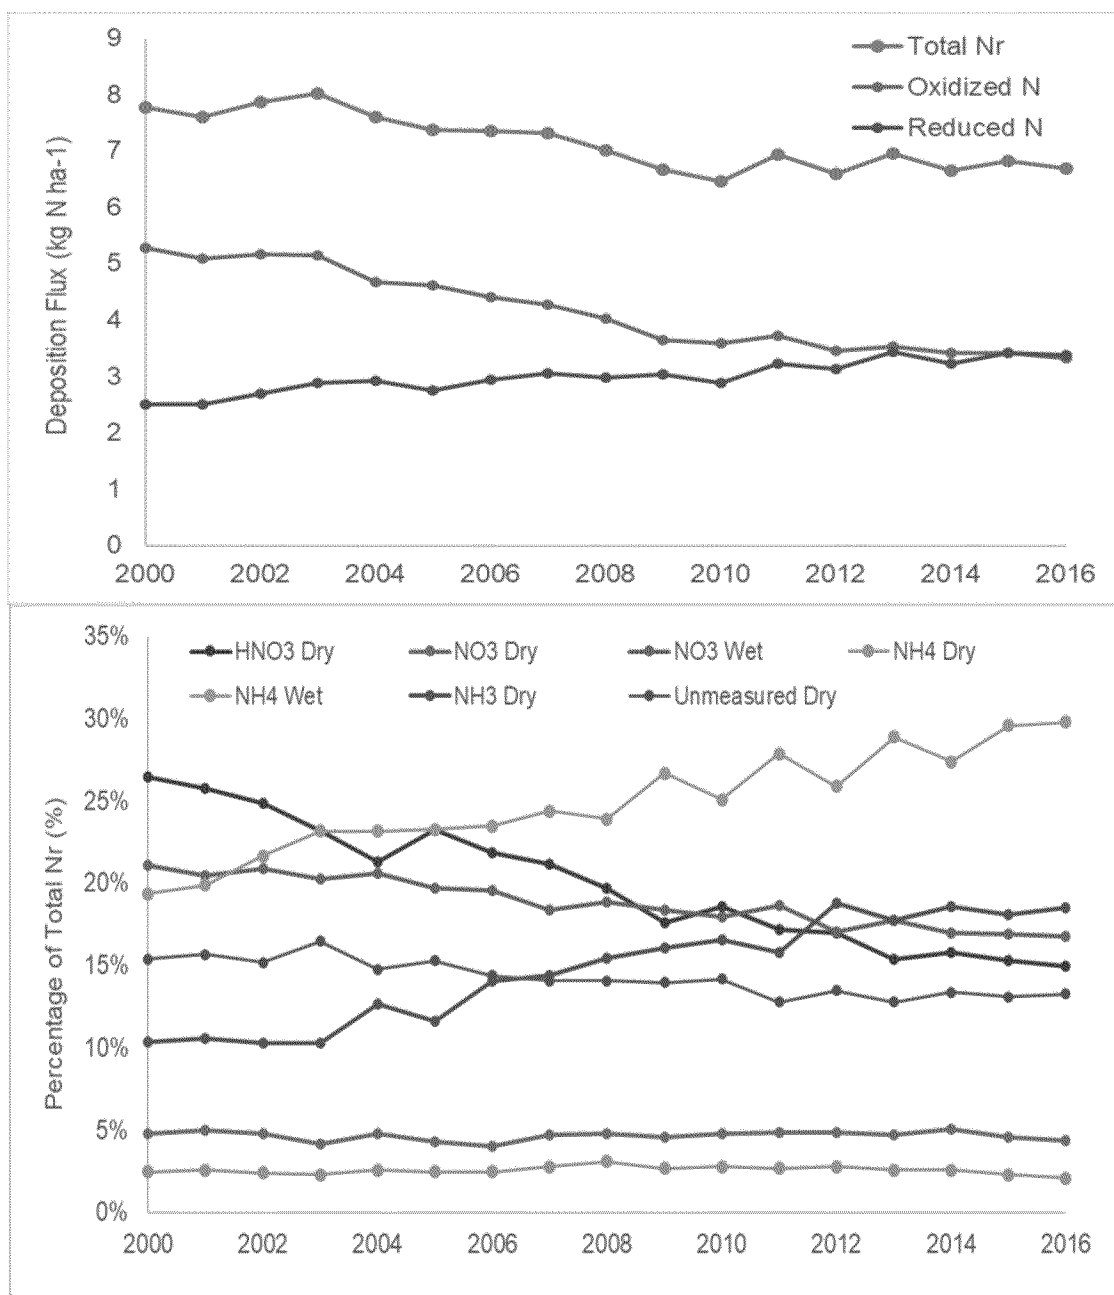 9
8
7
6
5
4
3
2
1
0
Deposition Flux (kg N ha-1)
Total Nr
Oxidized N
Reduced N
2000 2002 2004 2006 2008 2010 2012 2014 2016
35%
30%
25%
20%
15%
10%
5%
0%
Percentage of Total Nr (%)
HNO3 Dry NO3 Dry NO3 Wet NH4 Dry
NH4 Wet NH3 Dry Unmeasured Dry
2000 2002 2004 2006 2008 2010 2012 2014 2016